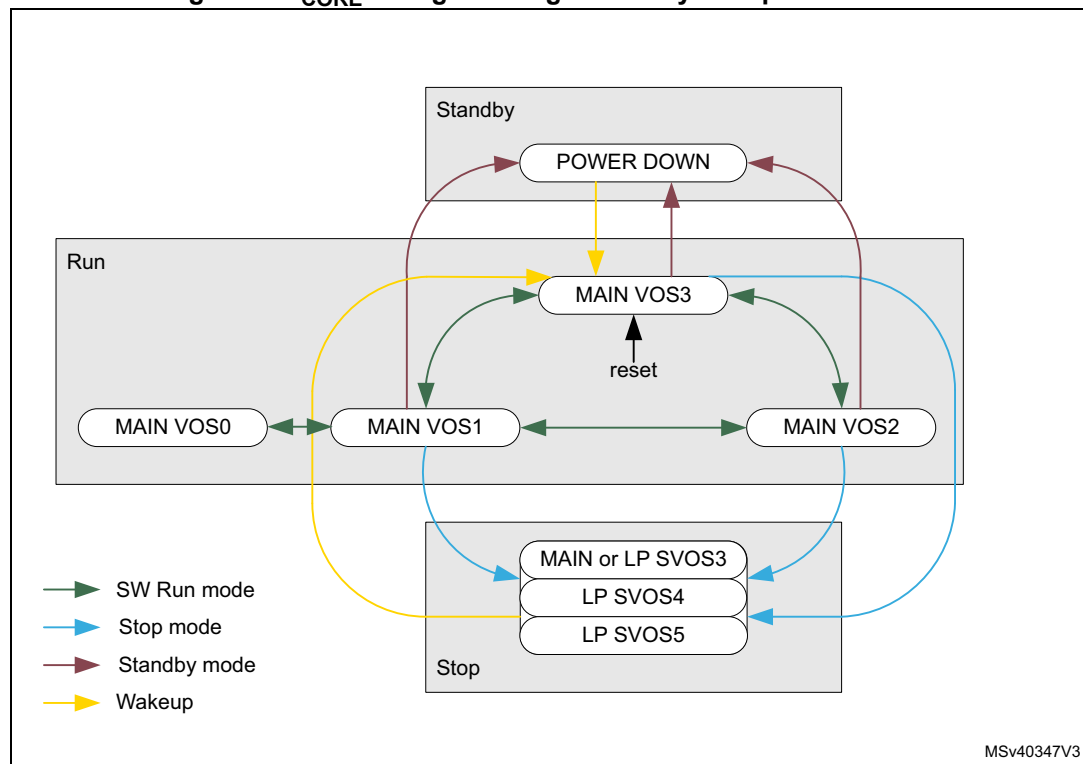 CORE
Standby
POWER DOWN
Run
MAIN VOS3
reset
MAIN VOS0
MAIN VOS1
MAIN VOS2
MAIN or LP SVOS3
LP SVOS4
LP SVOS5
Stop
SW Run mode
Stop mode
Standby mode
Wakeup
MSv40347V3